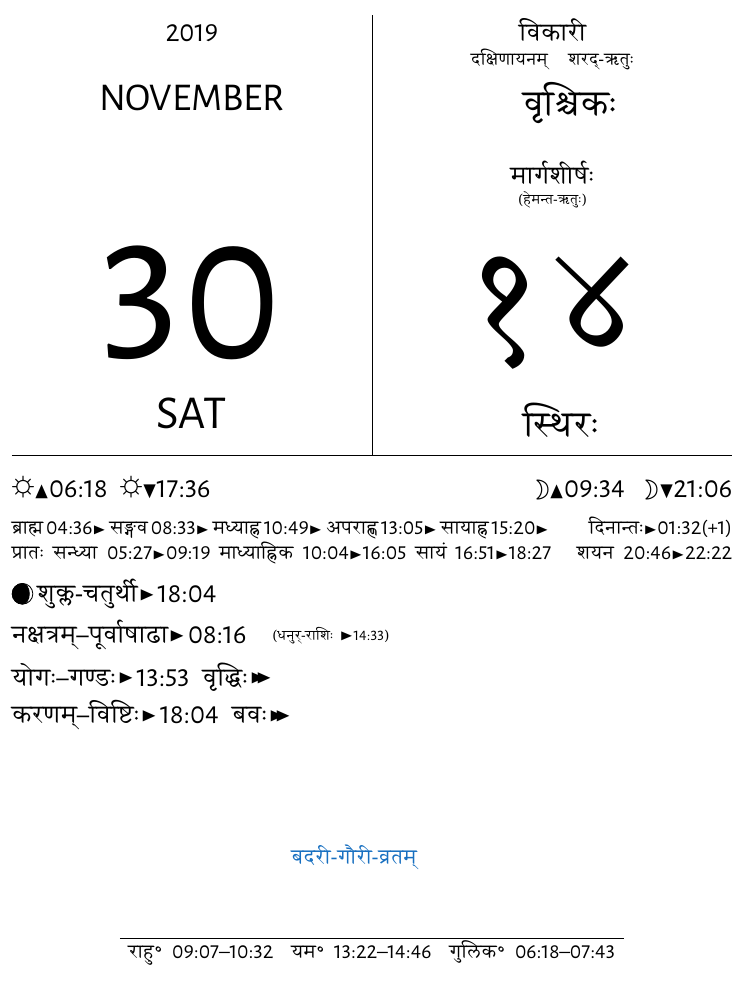 2019
NOVEMBER
30
SAT
विकारी
दक्षिणायनम् शरद्-ऋतुः
वृश्चिकः
मार्गशीर्षः
(हेमन्त-ऋतुः)
१४
स्थिरः
☼▲06:18 ☼▼17:36 ☽▲09:34 ☽▼21:06
ब्राह्म 04:36► सङ्गव 08:33► मध्याह्न 10:49► अपराह्ण 13:05► सायाह्न 15:20► दिनान्तः►01:32(+1)
प्रातः सन्ध्या 05:27►09:19 माध्याह्निक 10:04►16:05 सायं 16:51►18:27 शयन 20:46►22:22
शुक्ल-चतुर्थी►18:04
नक्षत्रम्–पूर्वाषाढा► 08:16 (धनुर्-राशिः ►14:33)
योगः–गण्डः►13:53 वृद्धिः►►
करणम्–विष्टिः►18:04 बवः►►
बदरी-गौरी-व्रतम्
राहु॰ 09:07–10:32 यम॰ 13:22–14:46 गुलिक॰ 06:18–07:43